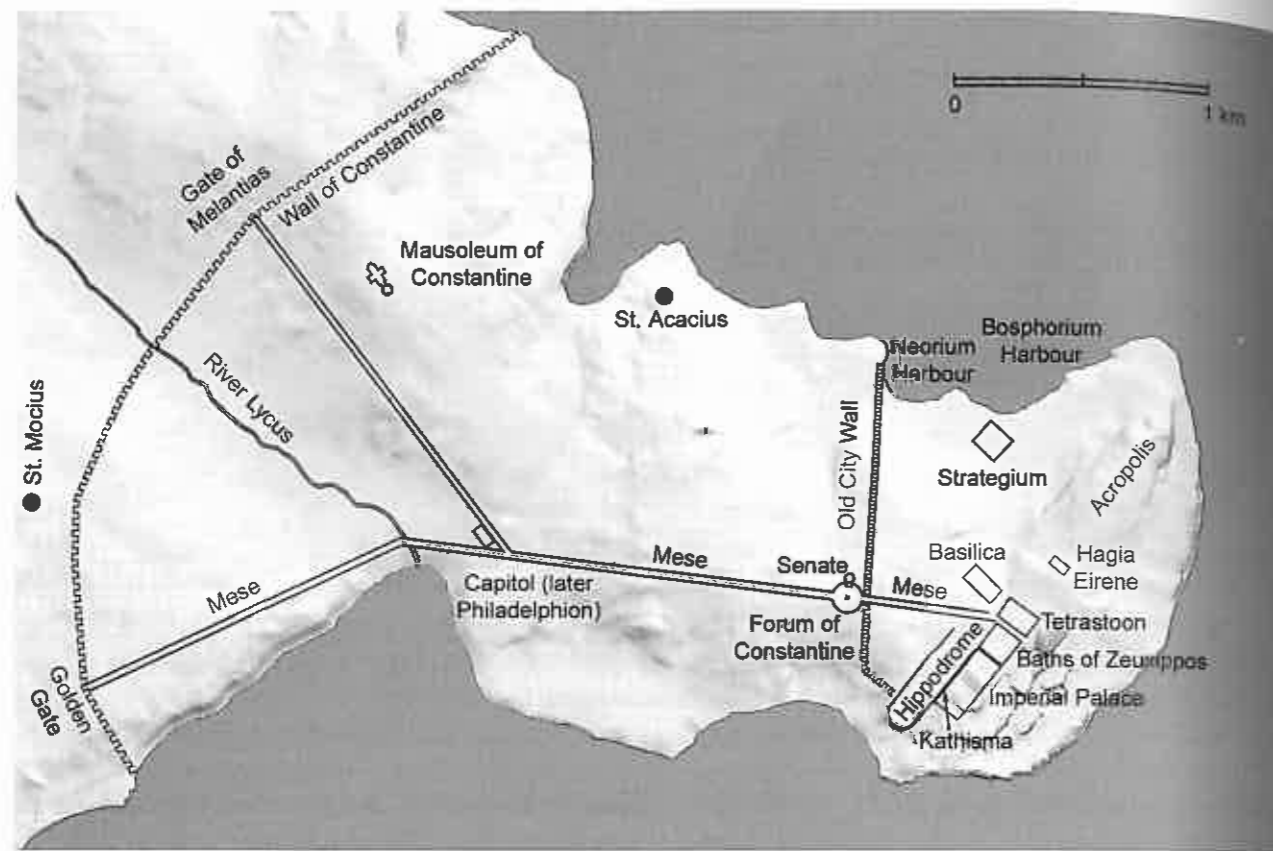 0
1 km
Gate of
Melantias
Wall of Constantine
Mausoleum of
Constantine
St. Acacius
Neorium
Harbour
Bosphorium
Harbour
River Lycus
St. Mocius
Old City Wall
Strategium
Acropolis
Mese
Capitol (later
Philadelphion)
Mese
Senate
Forum of
Constantine
Mese
Basilica
Hagia
Eirene
Tetrastoon
Baths of Zeuxippos
Imperial Palace
Hippodrome
Kathisma
Golden
Gate